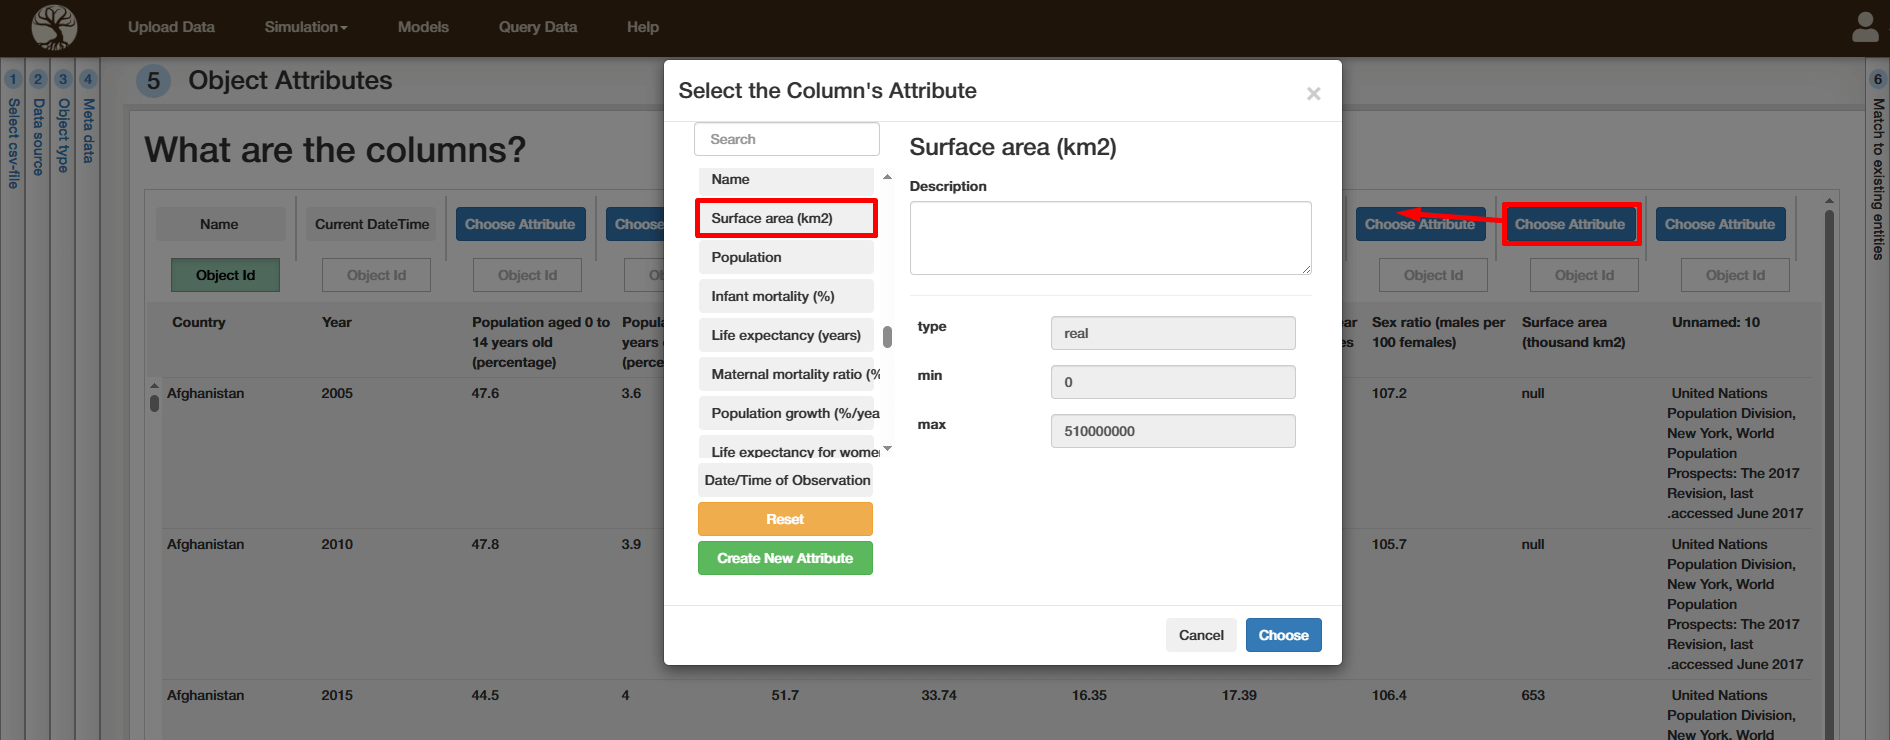 Upload Data
Simulation
Models
Query Data
Help
1 Select csv-file
2 Data source
3 Object type
4 Meta data
5 Object Attributes
6 Match to existing entities
What are the columns?
Name
Current DateTime
Choose Attribute
Choose
Choose Attribute
Choose Attribute
Choose Attribute
Object Id
Object Id
Object Id
Object Id
Object Id
Object Id
Country
Year
Population aged 0 to
14 years old
(percentage)
Sex ratio (males per
100 females)
Surface area
(thousand km2)
Unnamed: 10
Afghanistan
2005
47.6
3.6
107.2
null
United Nations
Population Division,
New York, World
Population
Prospects: The 2017
Revision, last
.accessed June 2017
Afghanistan
2010
47.8
3.9
105.7
null
United Nations
Population Division,
New York, World
Population
Prospects: The 2017
Revision, last
.accessed June 2017
Afghanistan
2015
44.5
4
51.7
33.74
16.35
17.39
106.4
653
United Nations
Population Division,
New York, World
Select the Column's Attribute
×
Search
Name
Surface area (km2)
Population
Infant mortality (%)
Life expectancy (years)
Maternal mortality ratio (%
Population growth (%/yea
Life expectancy for women
Date/Time of Observation
Reset
Create New Attribute
Surface area (km2)
Description
type
real
min
0
max
510000000
Cancel
Choose